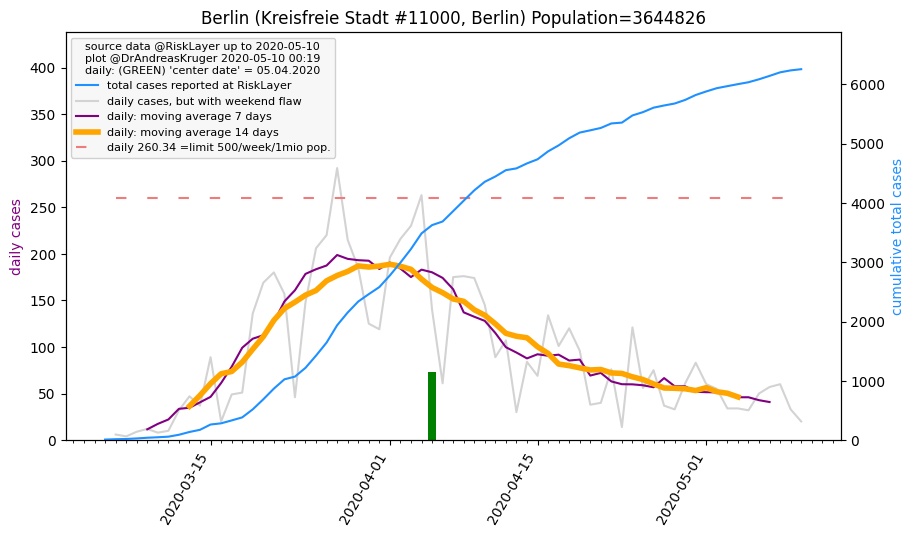 Berlin (Kreisfreie Stadt #11000, Berlin) Population=3644826
source data @RiskLayer up to 2020-05-10
plot @DrAndreasKruger 2020-05-10 00:19
daily: (GREEN) 'center date' = 05.04.2020
total cases reported at RiskLayer
daily cases, but with weekend flaw
daily: moving average 7 days
daily: moving average 14 days
daily 260.34 =limit 500/week/1mio pop.
daily cases
400
350
300
250
200
150
100
50
0
6000
5000
4000
3000
2000
1000
0
cumulative total cases
2020-03-15
2020-04-01
2020-04-15
2020-05-01